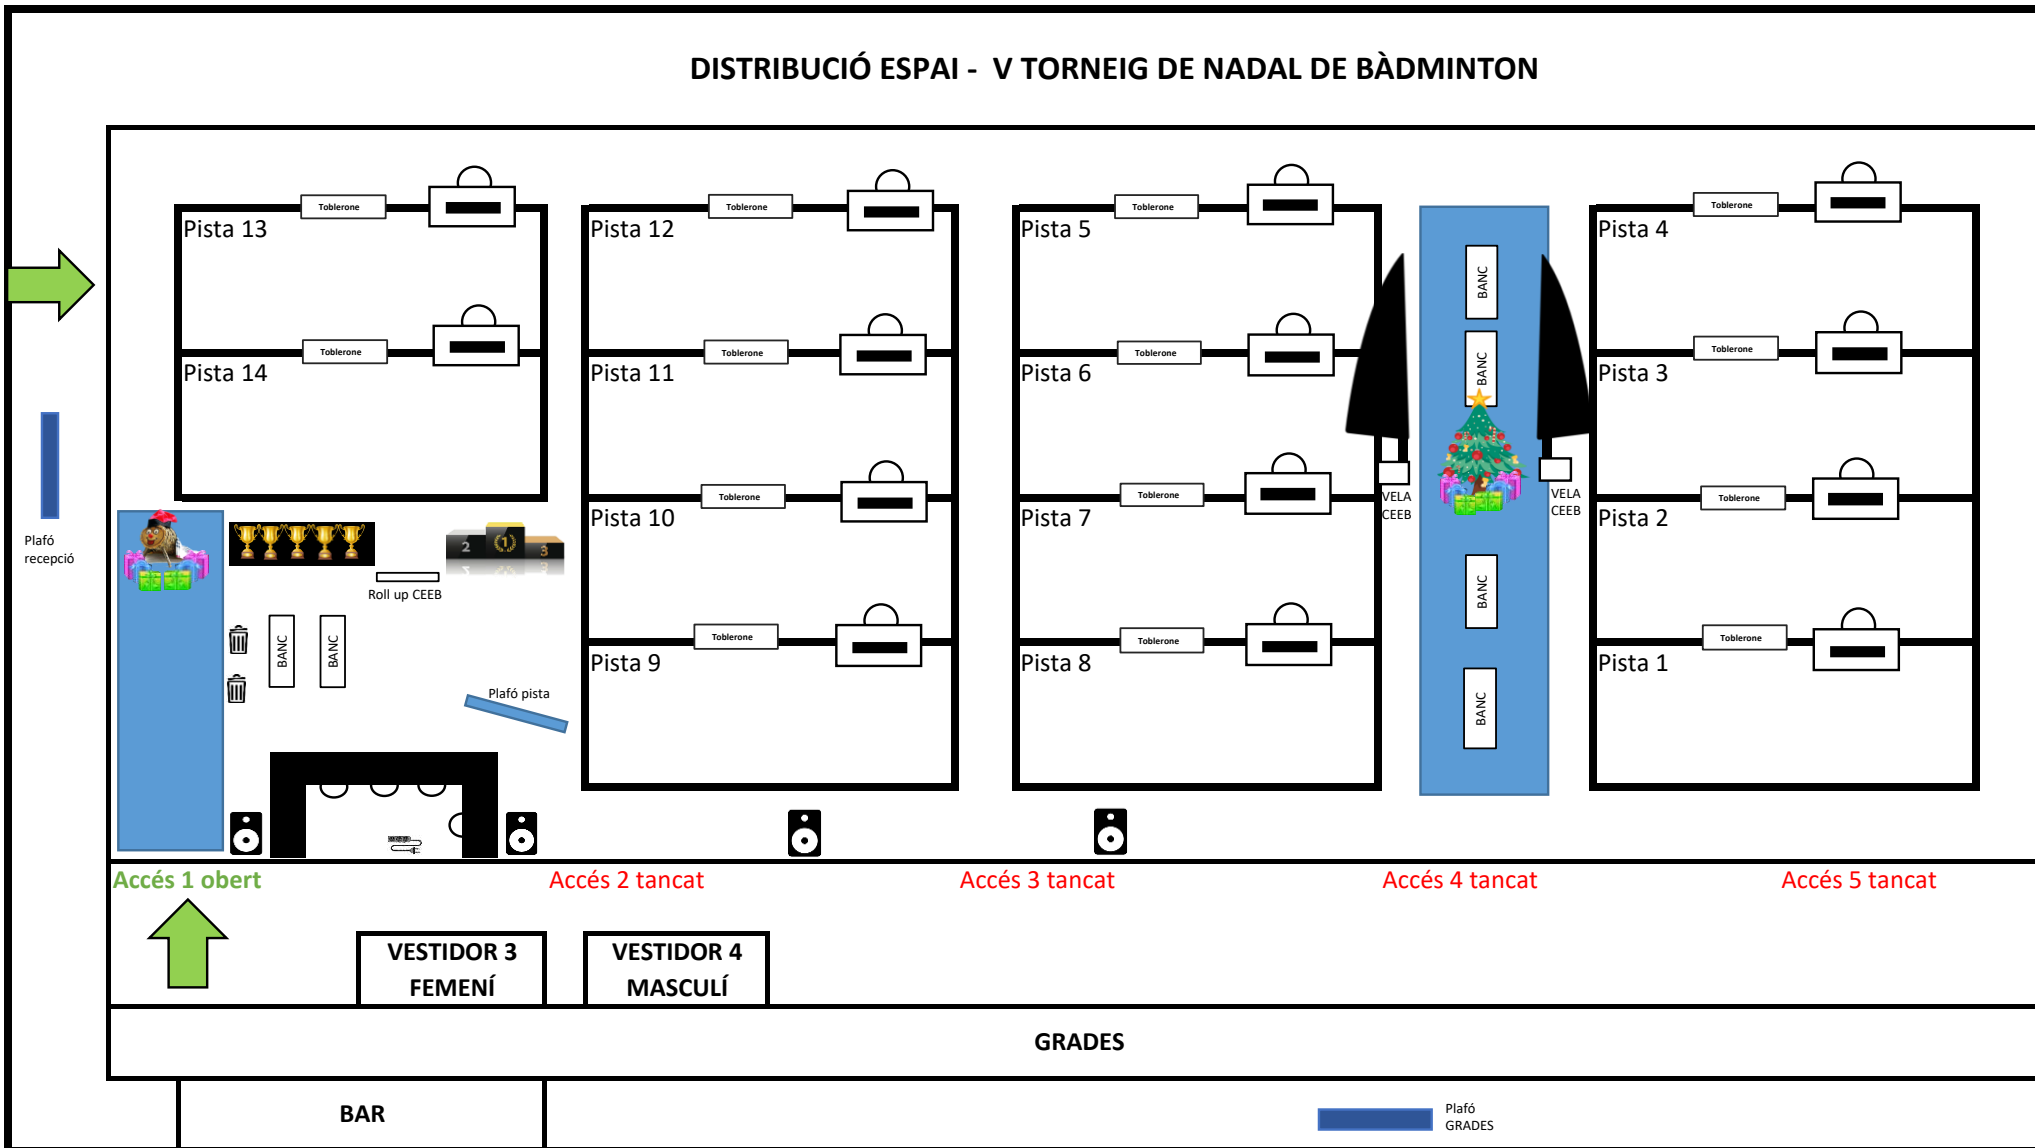 DISTRIBUCIÓ ESPAI - V TORNEIG DE NADAL DE BÀDMINTON
Toblerone
Toblerone
Toblerone
Toblerone
Pista 13
Pista 12
Pista 5
Pista 4
BANC
Toblerone
Toblerone
Toblerone
Toblerone
BANC
Pista 14
Pista 11
Pista 6
Pista 3
Toblerone
Toblerone
Toblerone
VELA
CEEB
VELA
CEEB
Pista 10
Pista 7
Pista 2
Plafó
recepció
2
1
3
Roll up CEEB
BANC
BANC
BANC
Toblerone
Toblerone
Toblerone
Pista 9
Pista 8
Pista 1
Plafó pista
BANC
Accés 1 obert
Accés 2 tancat
Accés 3 tancat
Accés 4 tancat
Accés 5 tancat
VESTIDOR 3
FEMENÍ
VESTIDOR 4
MASCULÍ
GRADES
BAR
Plafó
GRADES